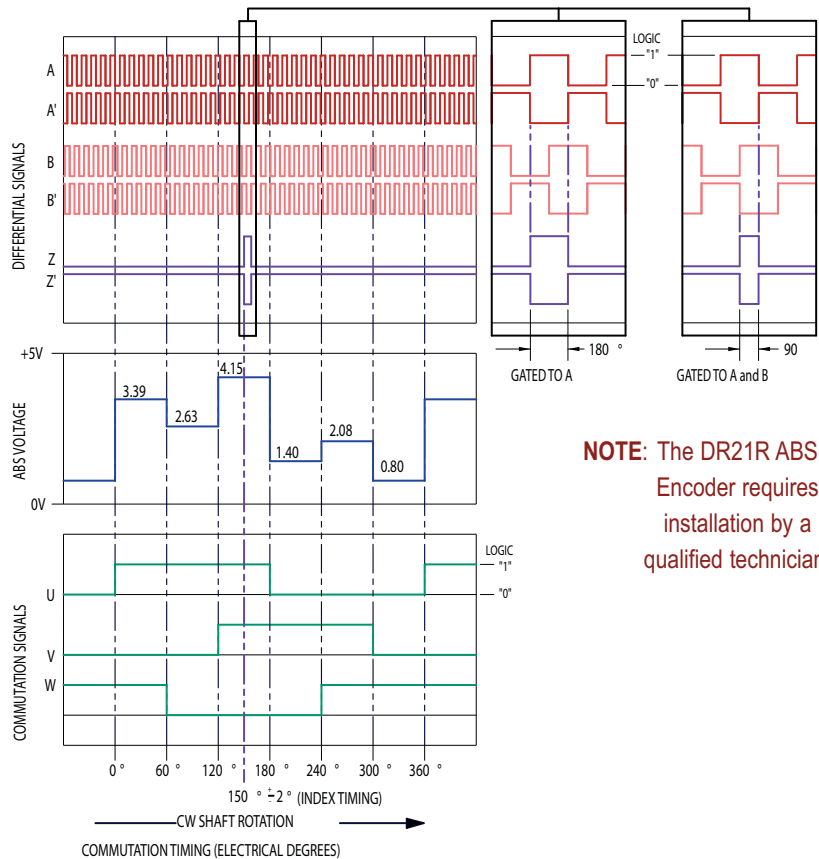 DIFFERENTIAL SIGNALS
A
A'
B
B'
Z
Z'
LOGIC
"1"
"0"
180 °
90
GATED TO A
GATED TO A and B
ABS VOLTAGE
+5V
0V
3.39
2.63
4.15
1.40
2.08
0.80
NOTE: The DR21R ABS
Encoder requires
installation by a
qualified technician
COMMUTATION SIGNALS
U
V
W
LOGIC
"1"
"0"
0 ° 60 ° 120 ° 180 ° 240 ° 300 ° 360 °
150 ° ± 2 ° (INDEX TIMING)
CW SHAFT ROTATION
COMMUTATION TIMING (ELECTRICAL DEGREES)